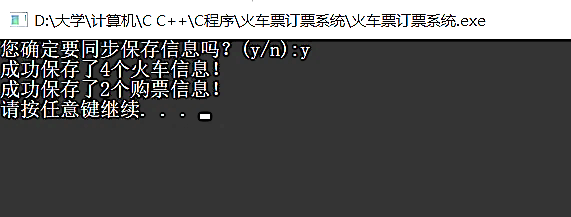 D:\大学\计算机\C C++\C程序\火车票订票系统\火车票订票系统.exe
您确定要同步保存信息吗？(y/n):y
成功保存了4个火车信息！
成功保存了2个购票信息！
请按任意键继续. . .